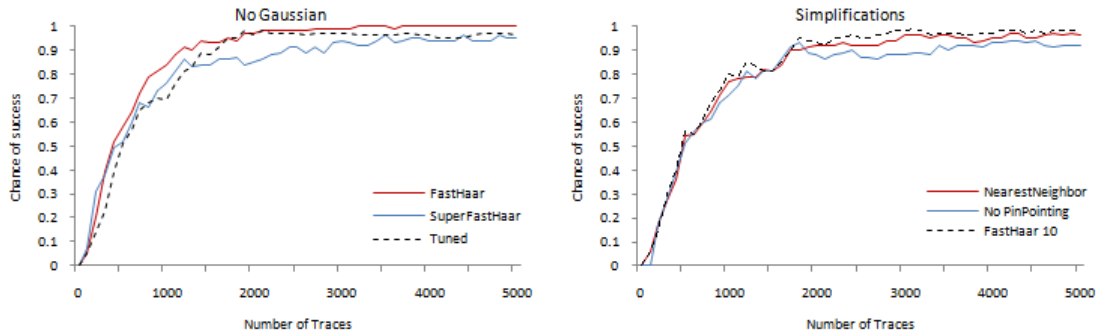 No Gaussian
Chance of success
1
0.9
0.8
0.7
0.6
0.5
0.4
0.3
0.2
0.1
0
FastHaar
SuperFastHaar
Tuned
0 1000 2000 3000 4000 5000
Number of Traces
Simplifications
Chance of success
1
0.9
0.8
0.7
0.6
0.5
0.4
0.3
0.2
0.1
0
NearestNeighbor
No PinPointing
FastHaar 10
0 1000 2000 3000 4000 5000
Number of Traces